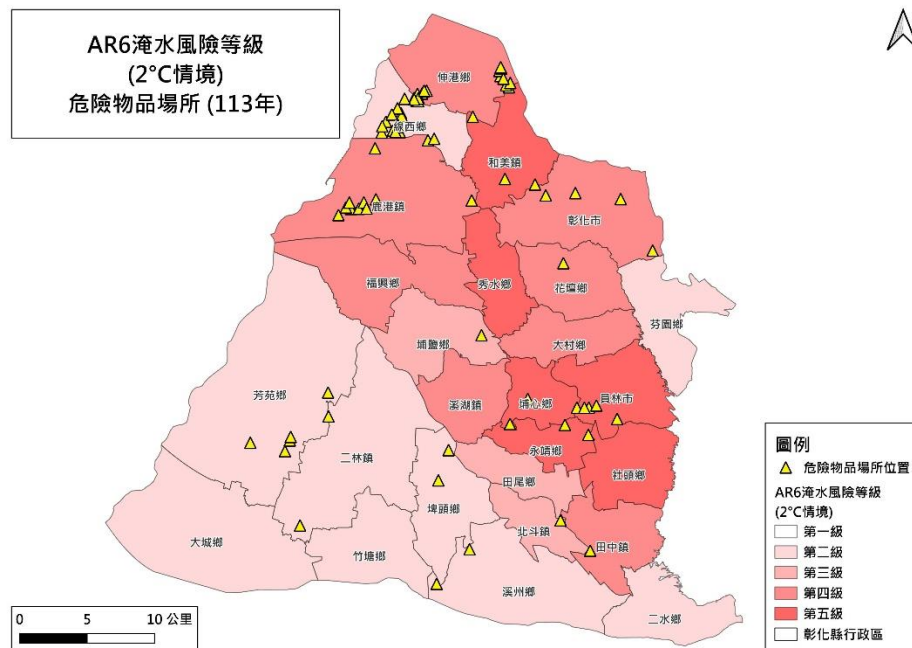 AR6淹水風險等級
(2°C情境)
危險物品場所 (113年)
伸港鄉
線西鄉
和美鎮
鹿港鎮
彰化市
福興鄉
秀水鄉
花壇鄉
芬園鄉
埔鹽鄉
大村鄉
芳苑鄉
溪湖鎮
埔心鄉
員林市
二林鎮
永靖鄉
社頭鄉
田尾鄉
埤頭鄉
北斗鎮
大城鄉
竹塘鄉
田中鎮
溪州鄉
二水鄉
圖例
危險物品場所位置
AR6淹水風險等級
(2°C情境)
第一級
第二級
第三級
第四級
第五級
彰化縣行政區
0 5 10 公里